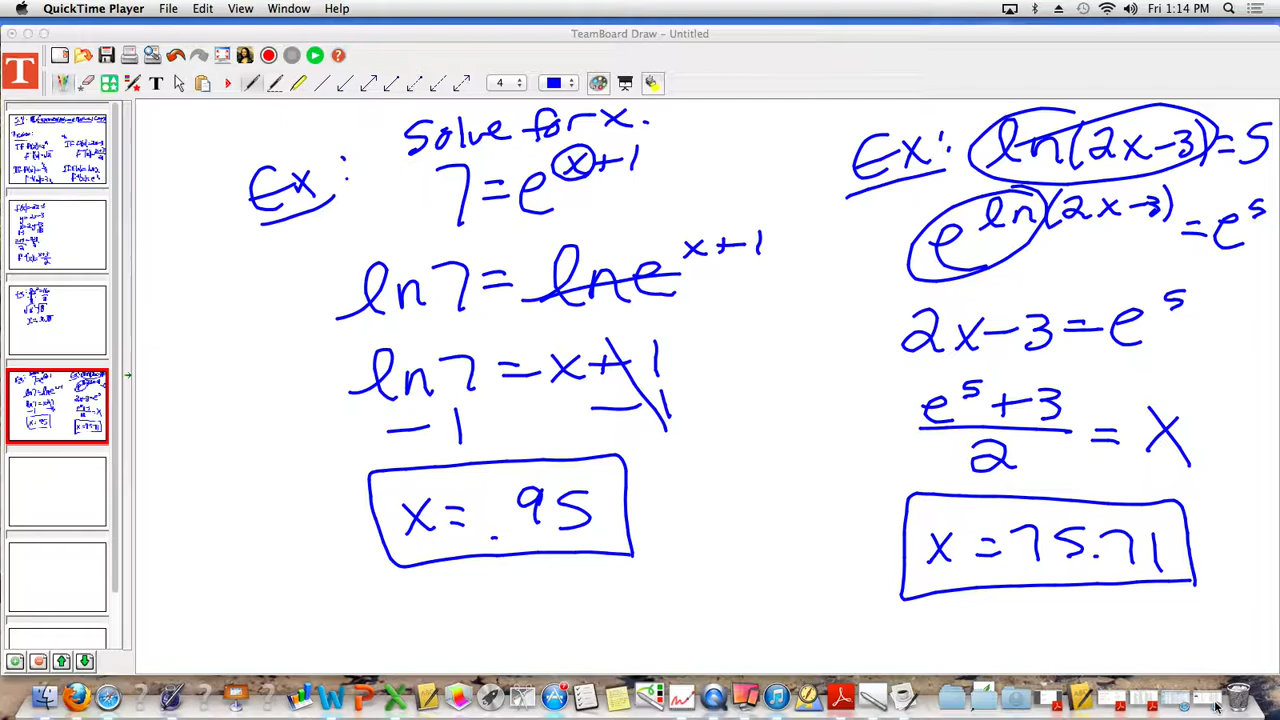 QuickTime Player File Edit View Window Help Fri 1:14 PM
TeamBoard Draw – Untitled
T T 4
Solve for x.
Ex: 7 = e^x+1
ln 7 = ln e^x+1
ln 7 = x + 1
– 1 – 1
x = .95
Ex: ln(2x-3) = 5
e^ln(2x-3) = e^5
2x-3 = e^5
e^5 + 3
2
= x
x = 75.71